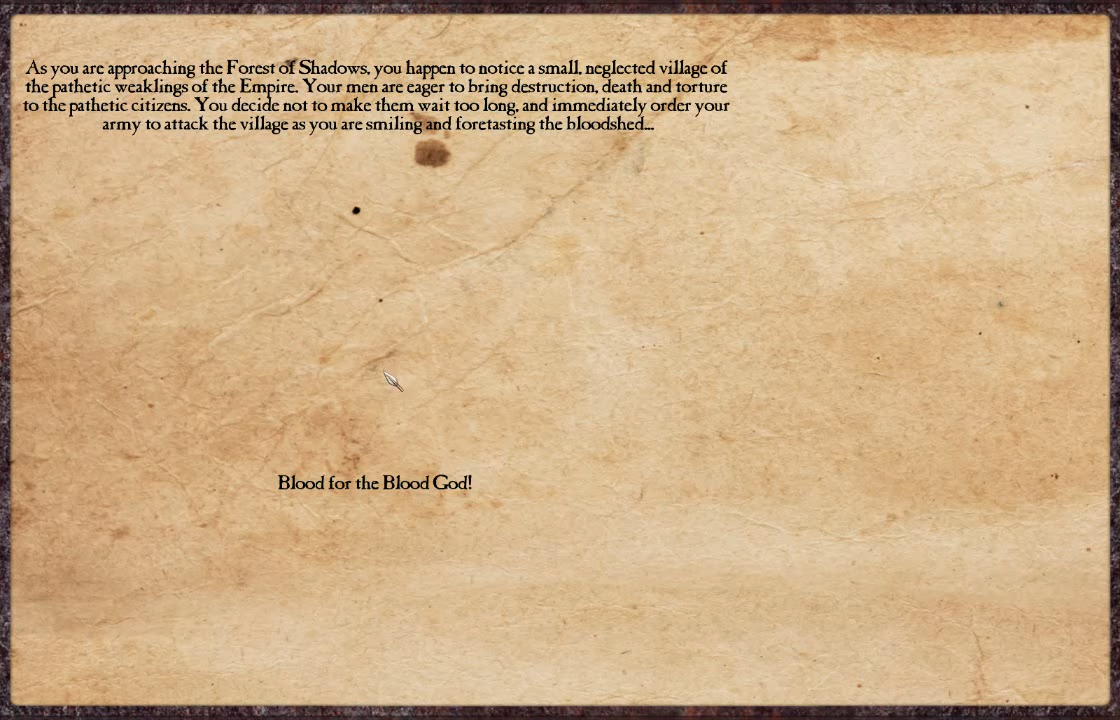 As you are approaching the Forest of Shadows, you happen to notice a small, neglected village of
the pathetic weaklings of the Empire. Your men are eager to bring destruction, death and torture
to the pathetic citizens. You decide not to make them wait too long, and immediately order your
army to attack the village as you are smiling and foretasting the bloodshed...
Blood for the Blood God!